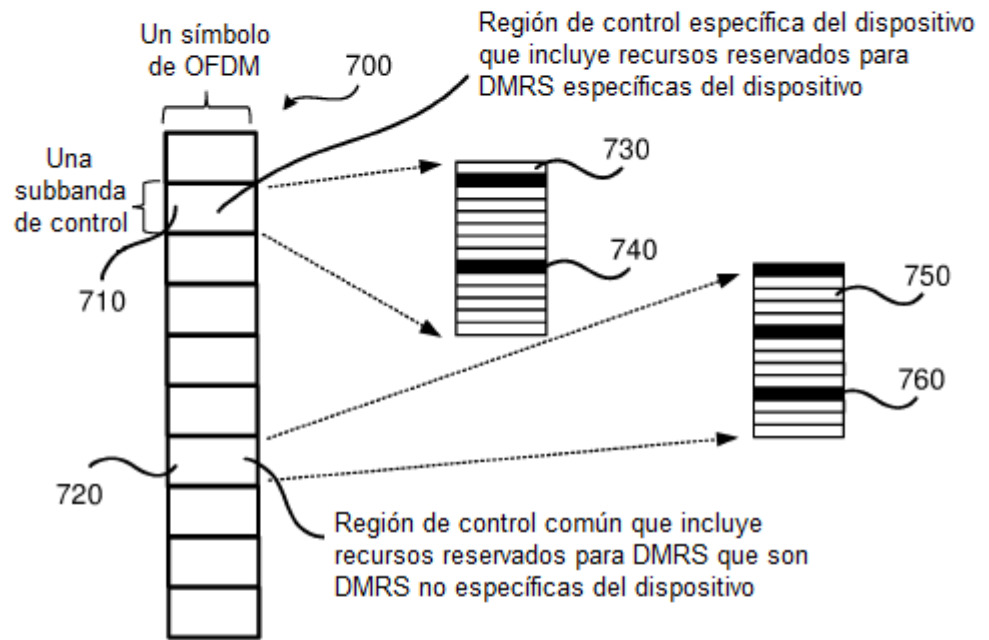 Un símbolo
de OFDM
700
Región de control específica del dispositivo
que incluye recursos reservados para
DMRS específicas del dispositivo
Una
subbanda
de control
710
730
740
750
760
720
Región de control común que incluye
recursos reservados para DMRS que son
DMRS no específicas del dispositivo